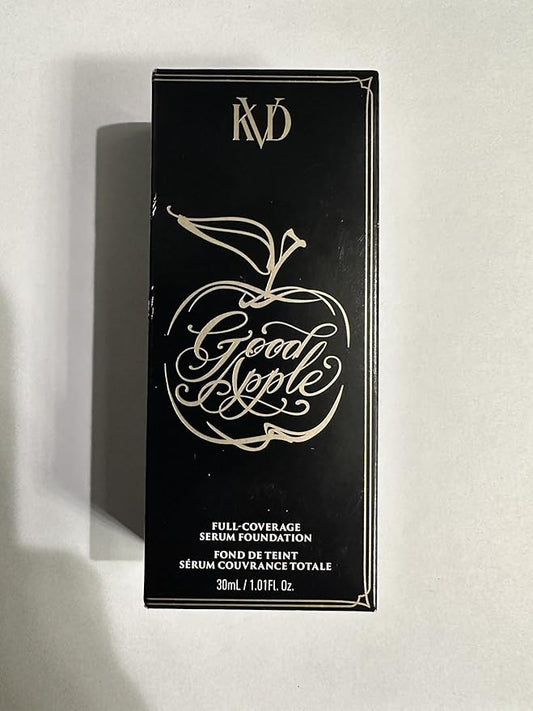 KVD
Good
Apple
FULL-COVERAGE
SERUM FOUNDATION
FOND DE TEINT
SÉRUM COUVRANCE TOTALE
30mL / 1.01Fl. Oz.